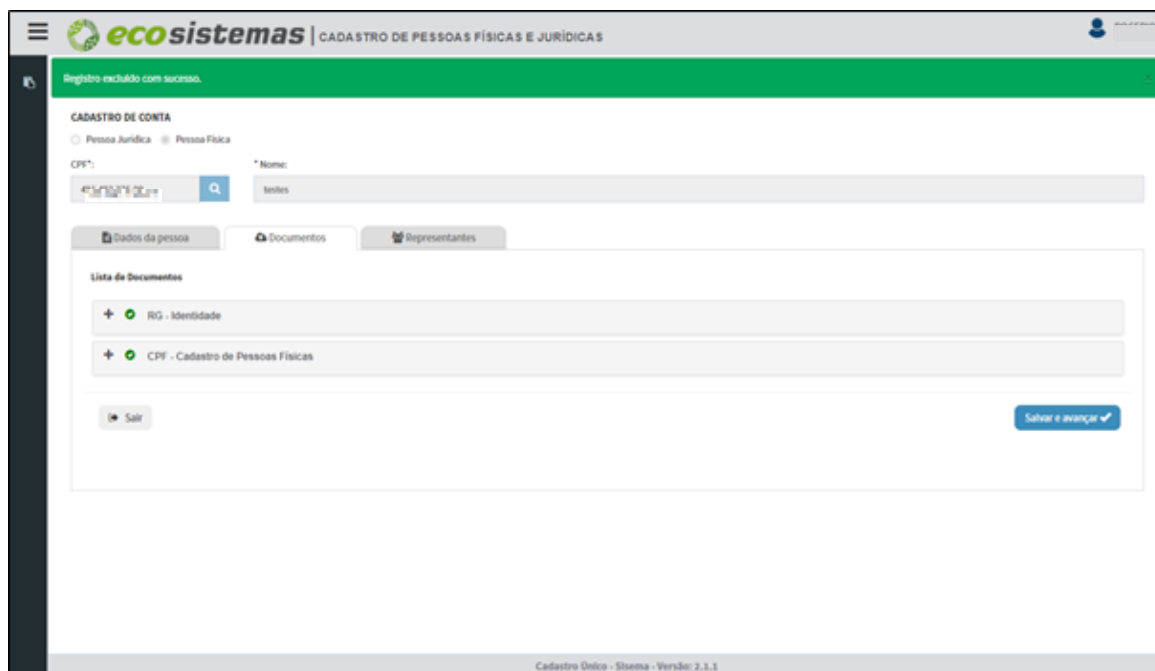 ecosistemas | CADASTRO DE PESSOAS FÍSICAS E JURÍDICAS
Registro excluído com sucesso.
CADASTRO DE CONTA
Pessoa Jurídica Pessoa Física
CPF*: * Nome:
testes
Dados da pessoa Documentos Representantes
Lista de Documentos
RG - Identidade
CPF - Cadastro de Pessoas Físicas
Sair Salvar e avançar
Cadastro Único - Sisema - Versão: 2.1.1